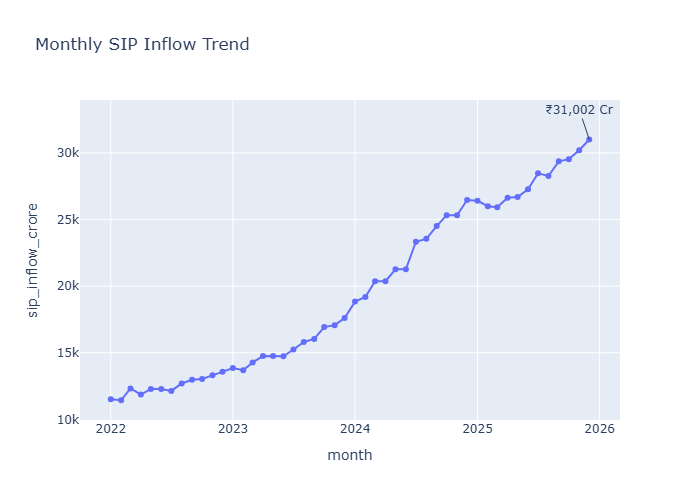 Monthly SIP Inflow Trend
₹31,002 Cr
30k
25k
20k
15k
10k
sip_inflow_crore
2022 2023 2024 2025 2026
month